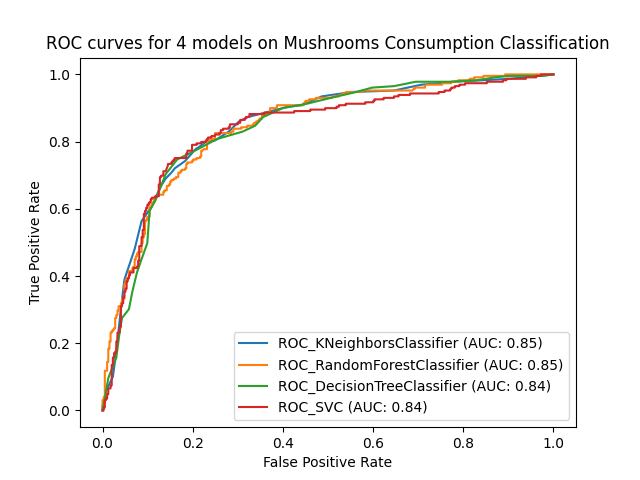 ROC curves for 4 models on Mushrooms Consumption Classification
True Positive Rate
1.0
0.8
0.6
0.4
0.2
0.0
ROC_KNeighborsClassifier (AUC: 0.85)
ROC_RandomForestClassifier (AUC: 0.85)
ROC_DecisionTreeClassifier (AUC: 0.84)
ROC_SVC (AUC: 0.84)
0.0 0.2 0.4 0.6 0.8 1.0
False Positive Rate